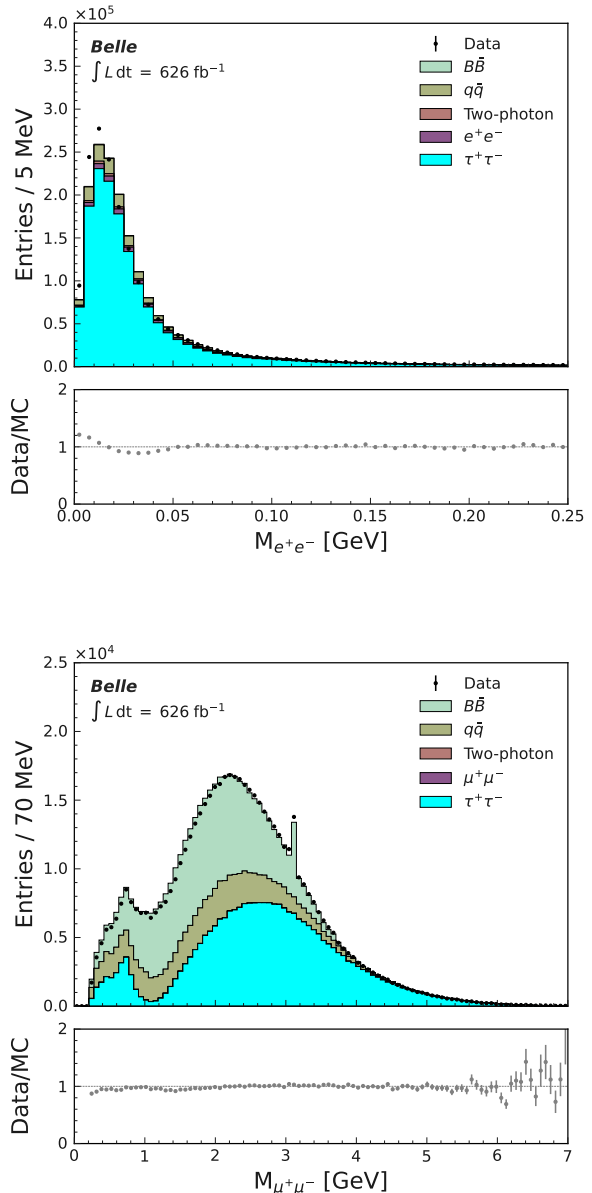 ×10⁵
4.0
3.5
3.0
2.5
2.0
1.5
1.0
0.5
0.0
Entries / 5 MeV
Belle
∫ L dt = 626 fb⁻¹
Data
BB̄
qq̄
Two-photon
e⁺e⁻
τ⁺τ⁻
2
1
0
Data/MC
0.00 0.05 0.10 0.15 0.20 0.25
M_{e⁺e⁻} [GeV]
×10⁴
2.5
2.0
1.5
1.0
0.5
0.0
Entries / 70 MeV
Belle
∫ L dt = 626 fb⁻¹
Data
BB̄
qq̄
Two-photon
μ⁺μ⁻
τ⁺τ⁻
2
1
0
Data/MC
0 1 2 3 4 5 6 7
M_{μ⁺μ⁻} [GeV]